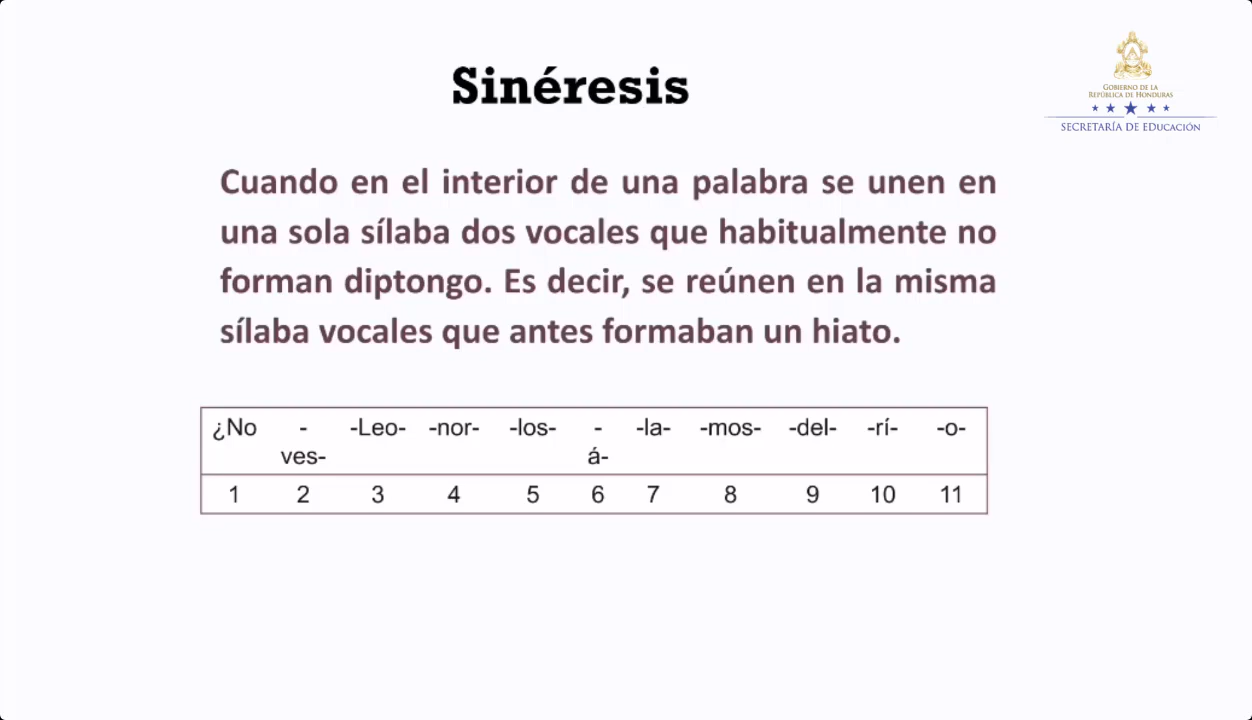 Sinéresis
GOBIERNO DE LA
REPÚBLICA DE HONDURAS
SECRETARÍA DE EDUCACIÓN
Cuando en el interior de una palabra se unen en
una sola sílaba dos vocales que habitualmente no
forman diptongo. Es decir, se reúnen en la misma
sílaba vocales que antes formaban un hiato.
¿No - -Leo- -nor- -los- - -la- -mos- -del- -rí- -o-
ves- á-
1 2 3 4 5 6 7 8 9 10 11